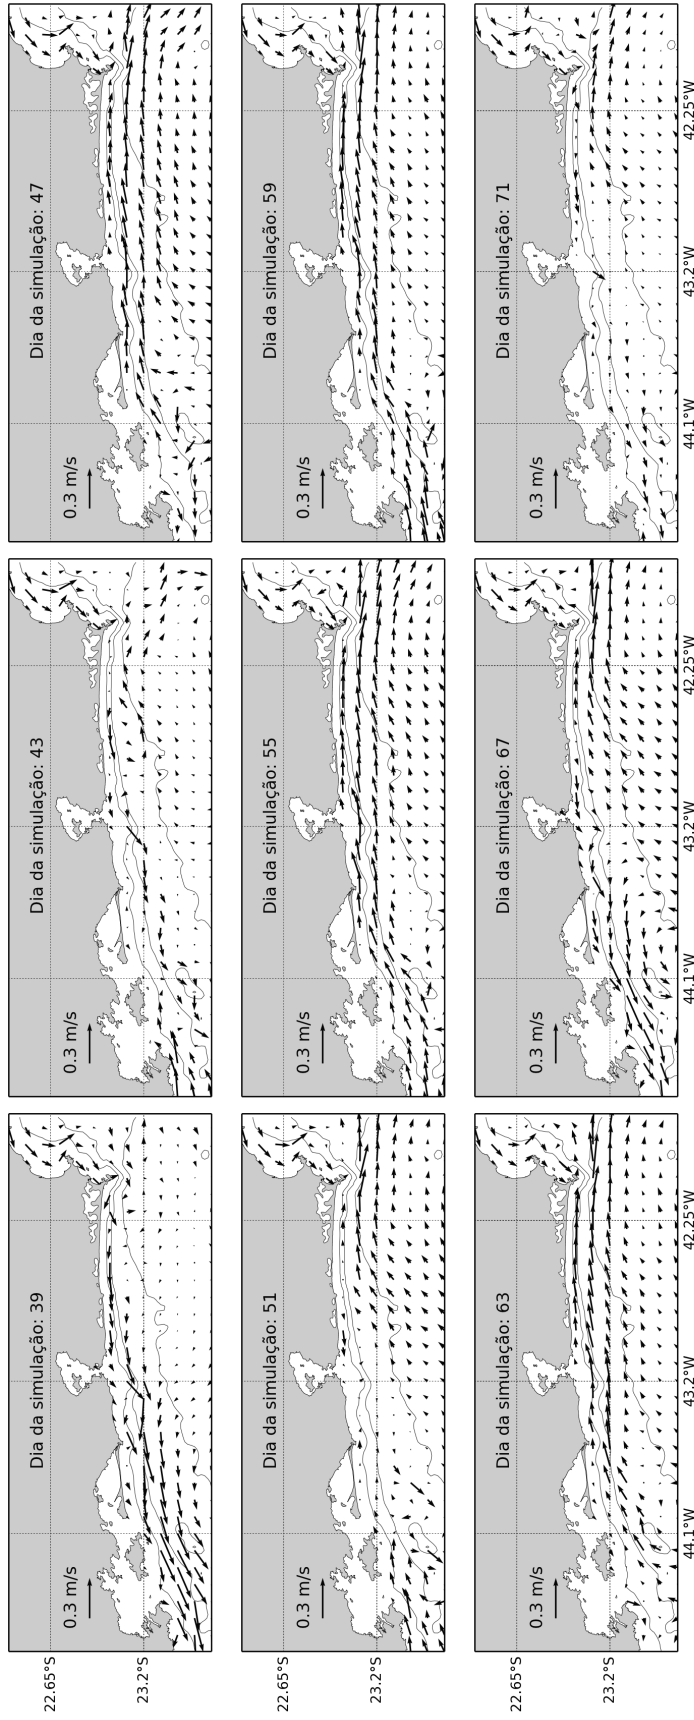 Dia da simulação: 39
0.3 m/s
Dia da simulação: 43
0.3 m/s
Dia da simulação: 47
0.3 m/s
22.65°S
23.2°S
Dia da simulação: 51
0.3 m/s
Dia da simulação: 55
0.3 m/s
Dia da simulação: 59
0.3 m/s
22.65°S
23.2°S
Dia da simulação: 63
0.3 m/s
Dia da simulação: 67
0.3 m/s
Dia da simulação: 71
0.3 m/s
22.65°S
23.2°S
44.1°W
43.2°W
42.25°W
44.1°W
43.2°W
42.25°W
44.1°W
43.2°W
42.25°W